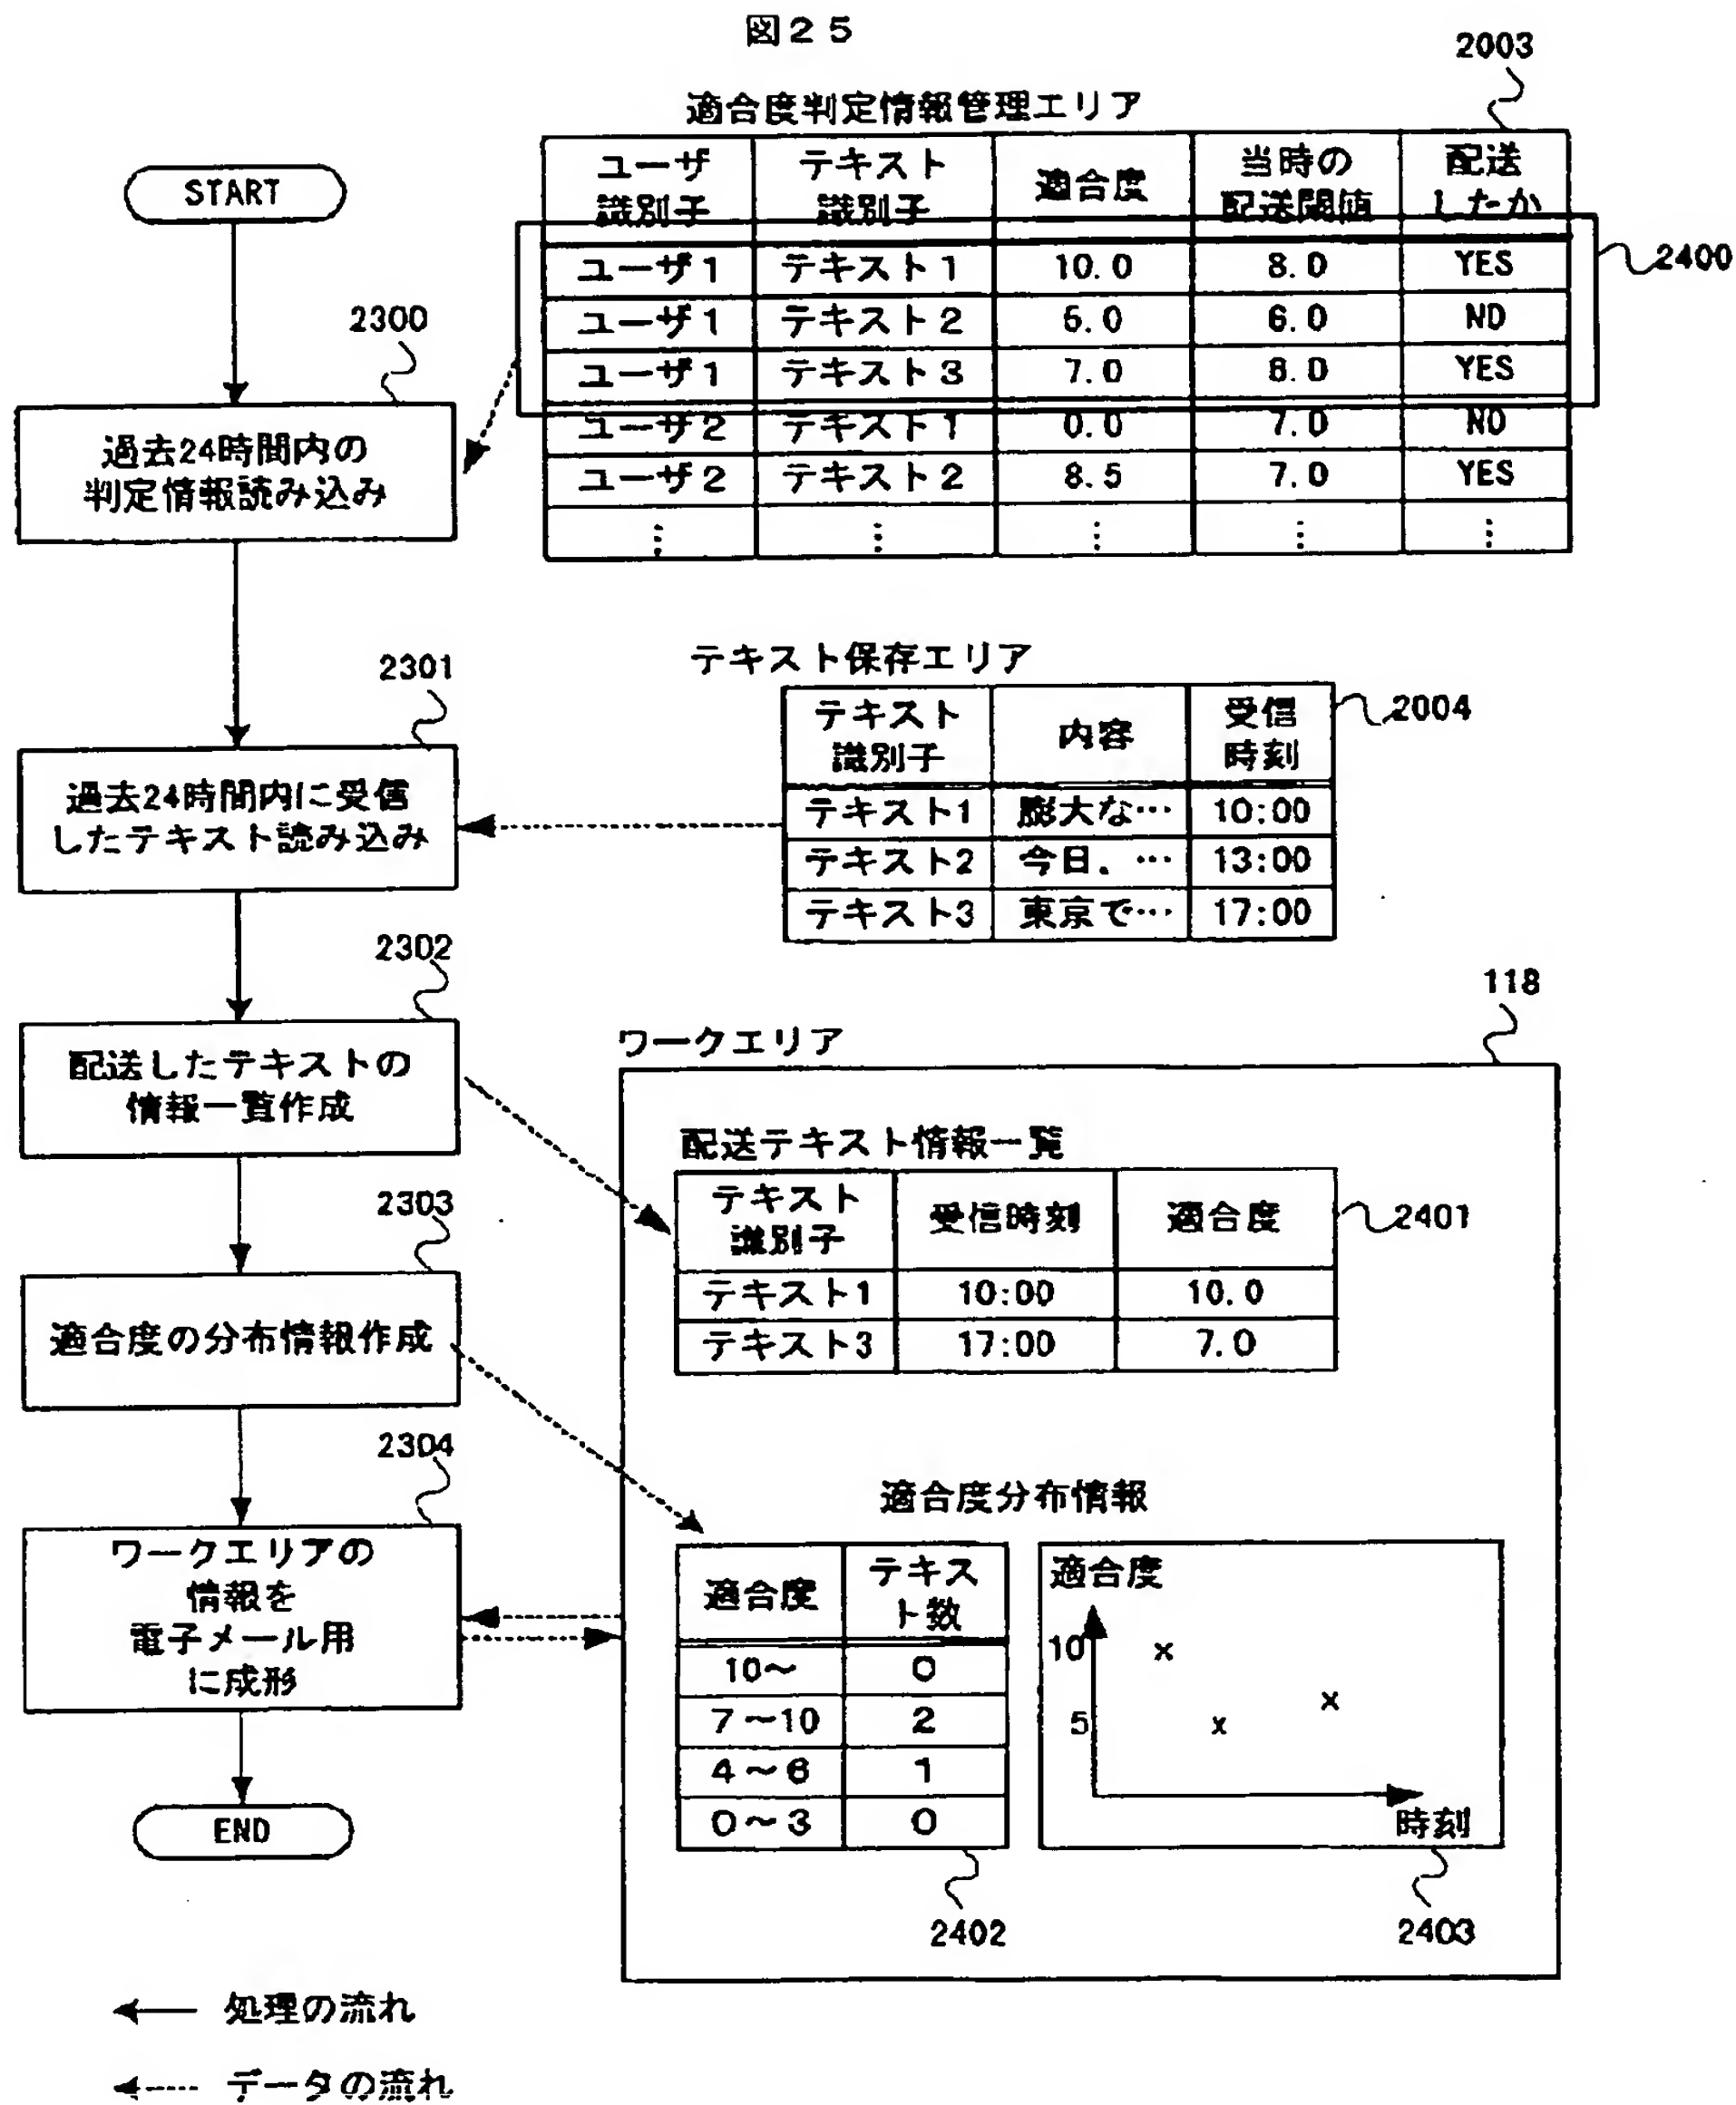 図２５
2003
適合度判定情報管理エリア
ユーザ識別子 テキスト識別子 適合度 当時の配送閾値 配送したか
ユーザ1 テキスト1 10.0 8.0 YES
ユーザ1 テキスト2 5.0 6.0 NO
ユーザ1 テキスト3 7.0 8.0 YES
ユーザ2 テキスト1 0.0 7.0 NO
ユーザ2 テキスト2 8.5 7.0 YES
⋮ ⋮ ⋮ ⋮ ⋮
2400
START
2300
過去24時間内の
判定情報読み込み
2301
過去24時間内に受信
したテキスト読み込み
テキスト保存エリア
2004
テキスト識別子 内容 受信時刻
テキスト1 膨大な… 10:00
テキスト2 今日．… 13:00
テキスト3 東京で… 17:00
2302
配送したテキストの
情報一覧作成
118
ワークエリア
配送テキスト情報一覧
テキスト識別子 受信時刻 適合度
2401
テキスト1 10:00 10.0
テキスト3 17:00 7.0
2303
適合度の分布情報作成
2304
ワークエリアの
情報を
電子メール用
に成形
END
適合度分布情報
適合度 テキスト数
10〜 0
7〜10 2
4〜6 1
0〜3 0
2402
適合度
10
5
時刻
2403
処理の流れ
データの流れ